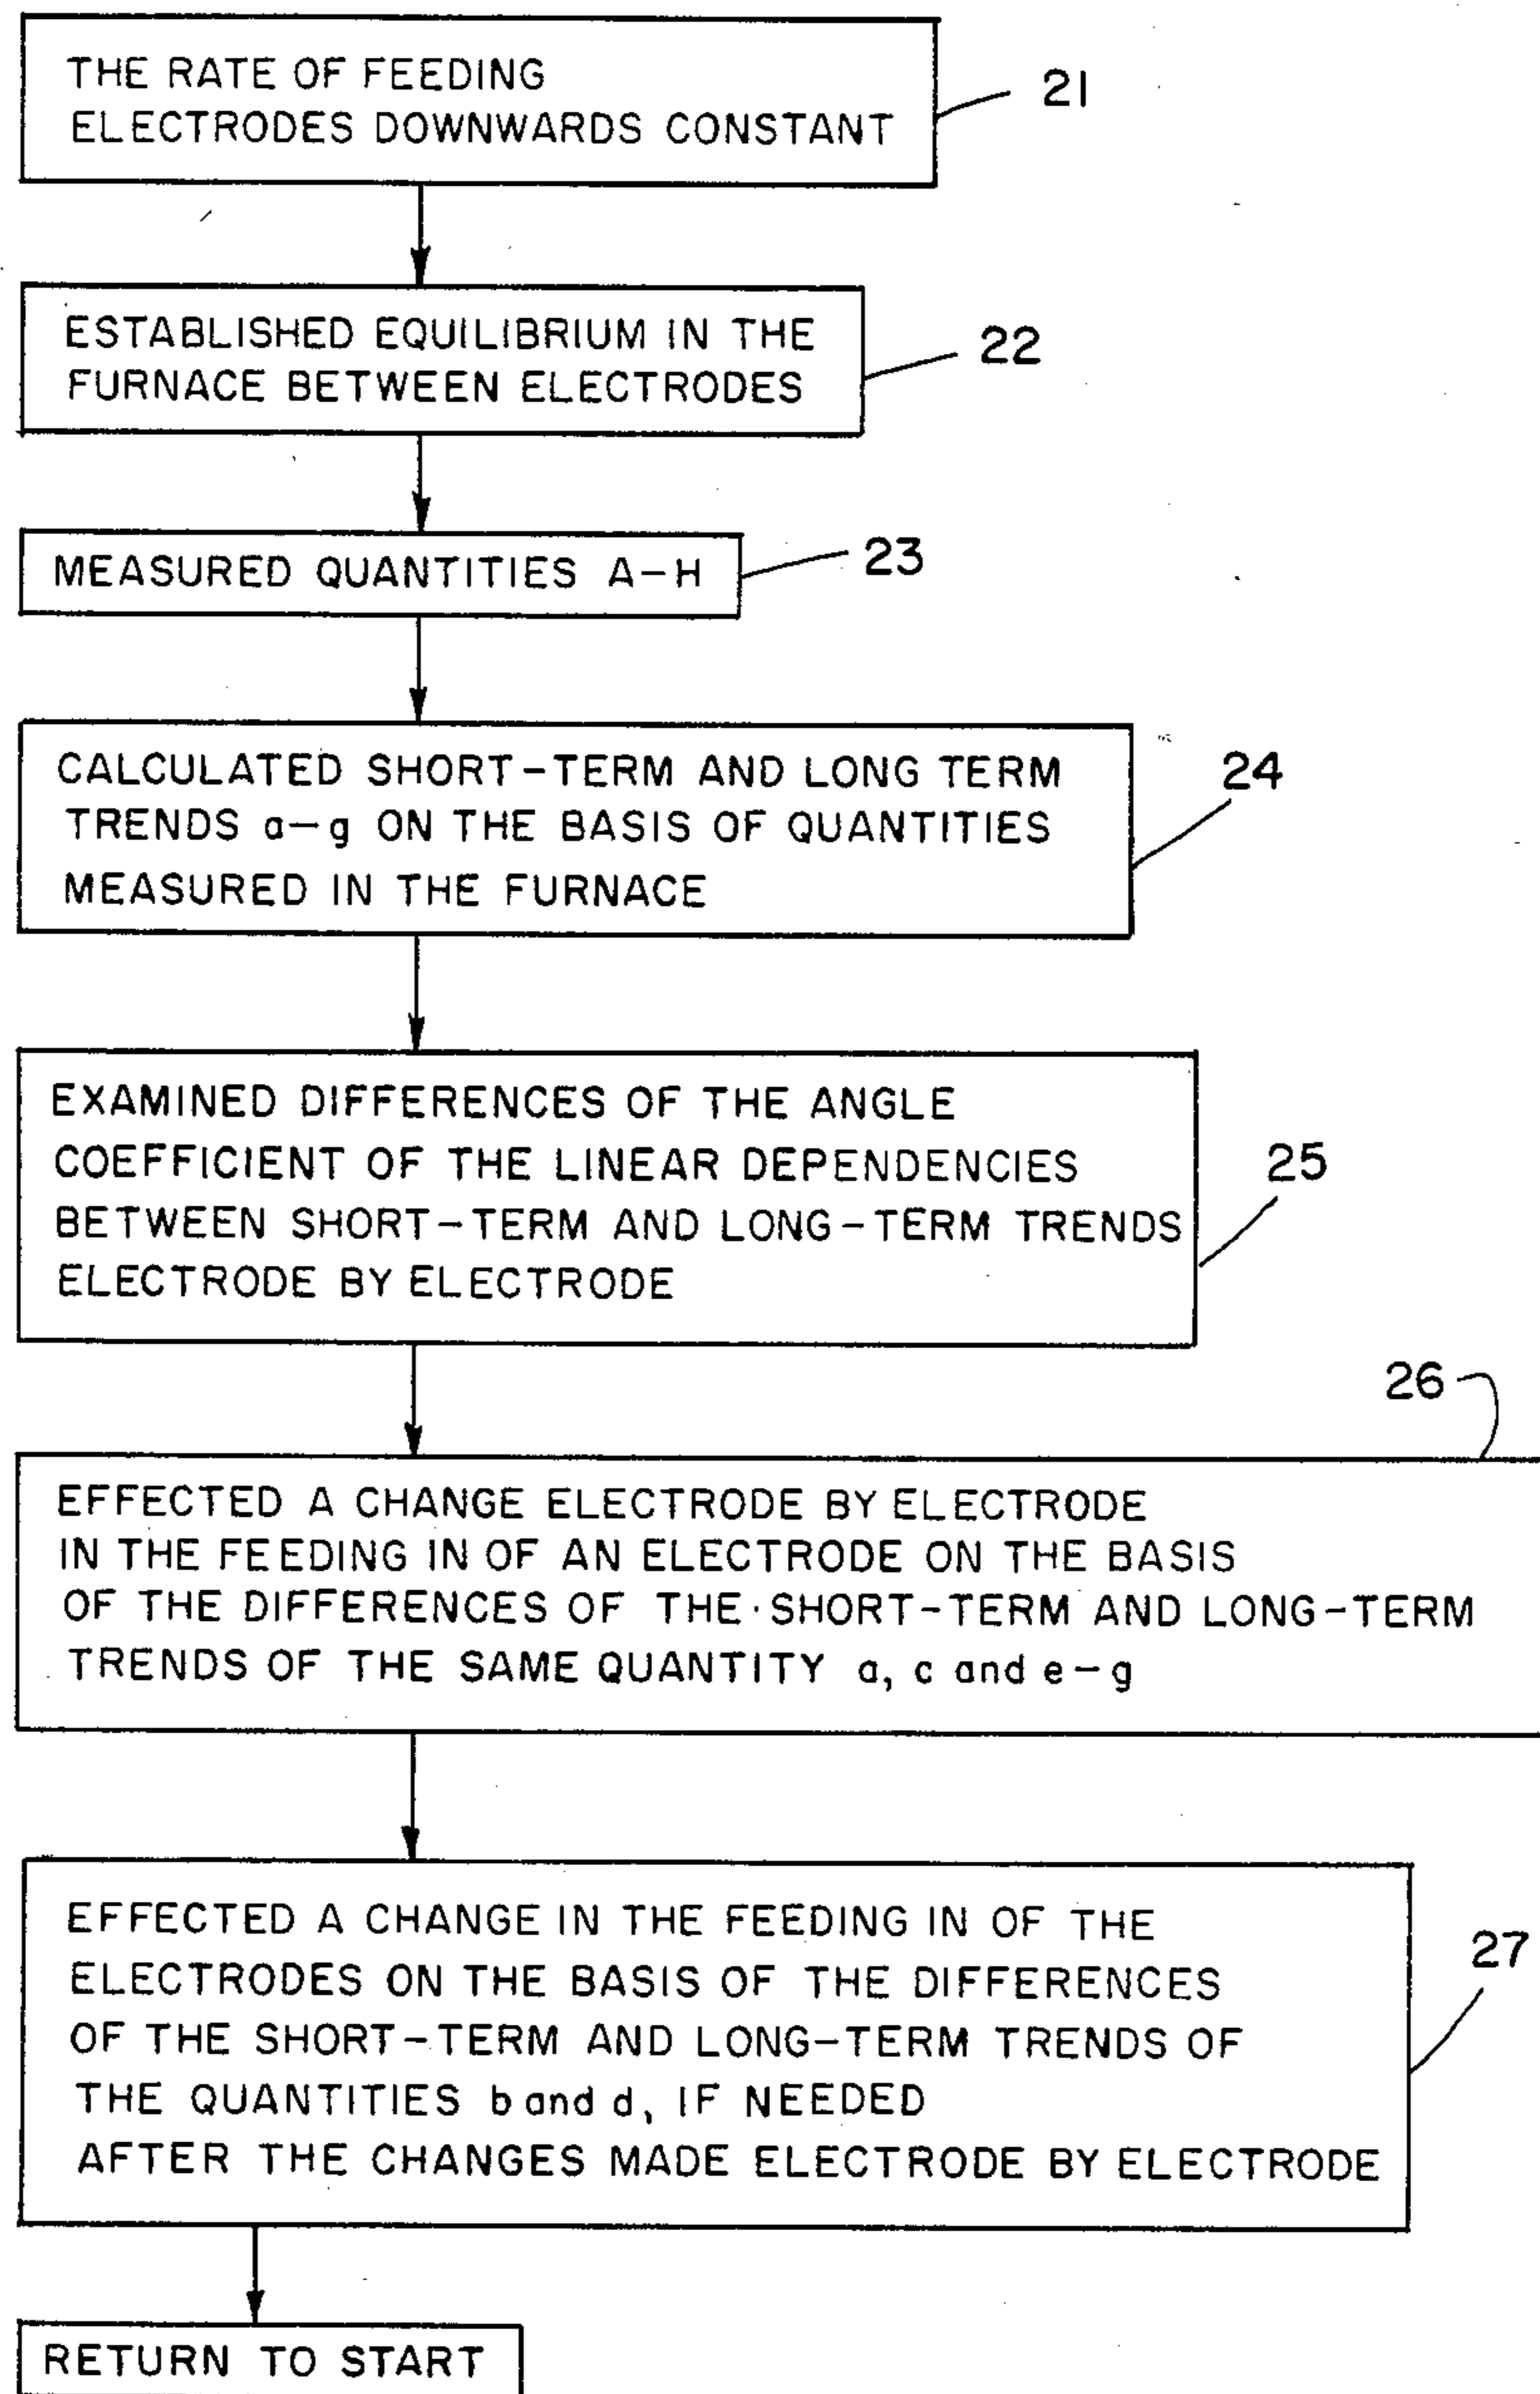 THE RATE OF FEEDING
ELECTRODES DOWNWARDS CONSTANT
21
ESTABLISHED EQUILIBRIUM IN THE
FURNACE BETWEEN ELECTRODES
22
MEASURED QUANTITIES A-H
23
CALCULATED SHORT-TERM AND LONG TERM
TRENDS a-g ON THE BASIS OF QUANTITIES
MEASURED IN THE FURNACE
24
EXAMINED DIFFERENCES OF THE ANGLE
COEFFICIENT OF THE LINEAR DEPENDENCIES
BETWEEN SHORT-TERM AND LONG-TERM TRENDS
ELECTRODE BY ELECTRODE
25
26
EFFECTED A CHANGE ELECTRODE BY ELECTRODE
IN THE FEEDING IN OF AN ELECTRODE ON THE BASIS
OF THE DIFFERENCES OF THE SHORT-TERM AND LONG-TERM
TRENDS OF THE SAME QUANTITY a, c and e-g
EFFECTED A CHANGE IN THE FEEDING IN OF THE
ELECTRODES ON THE BASIS OF THE DIFFERENCES
OF THE SHORT-TERM AND LONG-TERM TRENDS OF
THE QUANTITIES b and d, IF NEEDED
AFTER THE CHANGES MADE ELECTRODE BY ELECTRODE
27
RETURN TO START